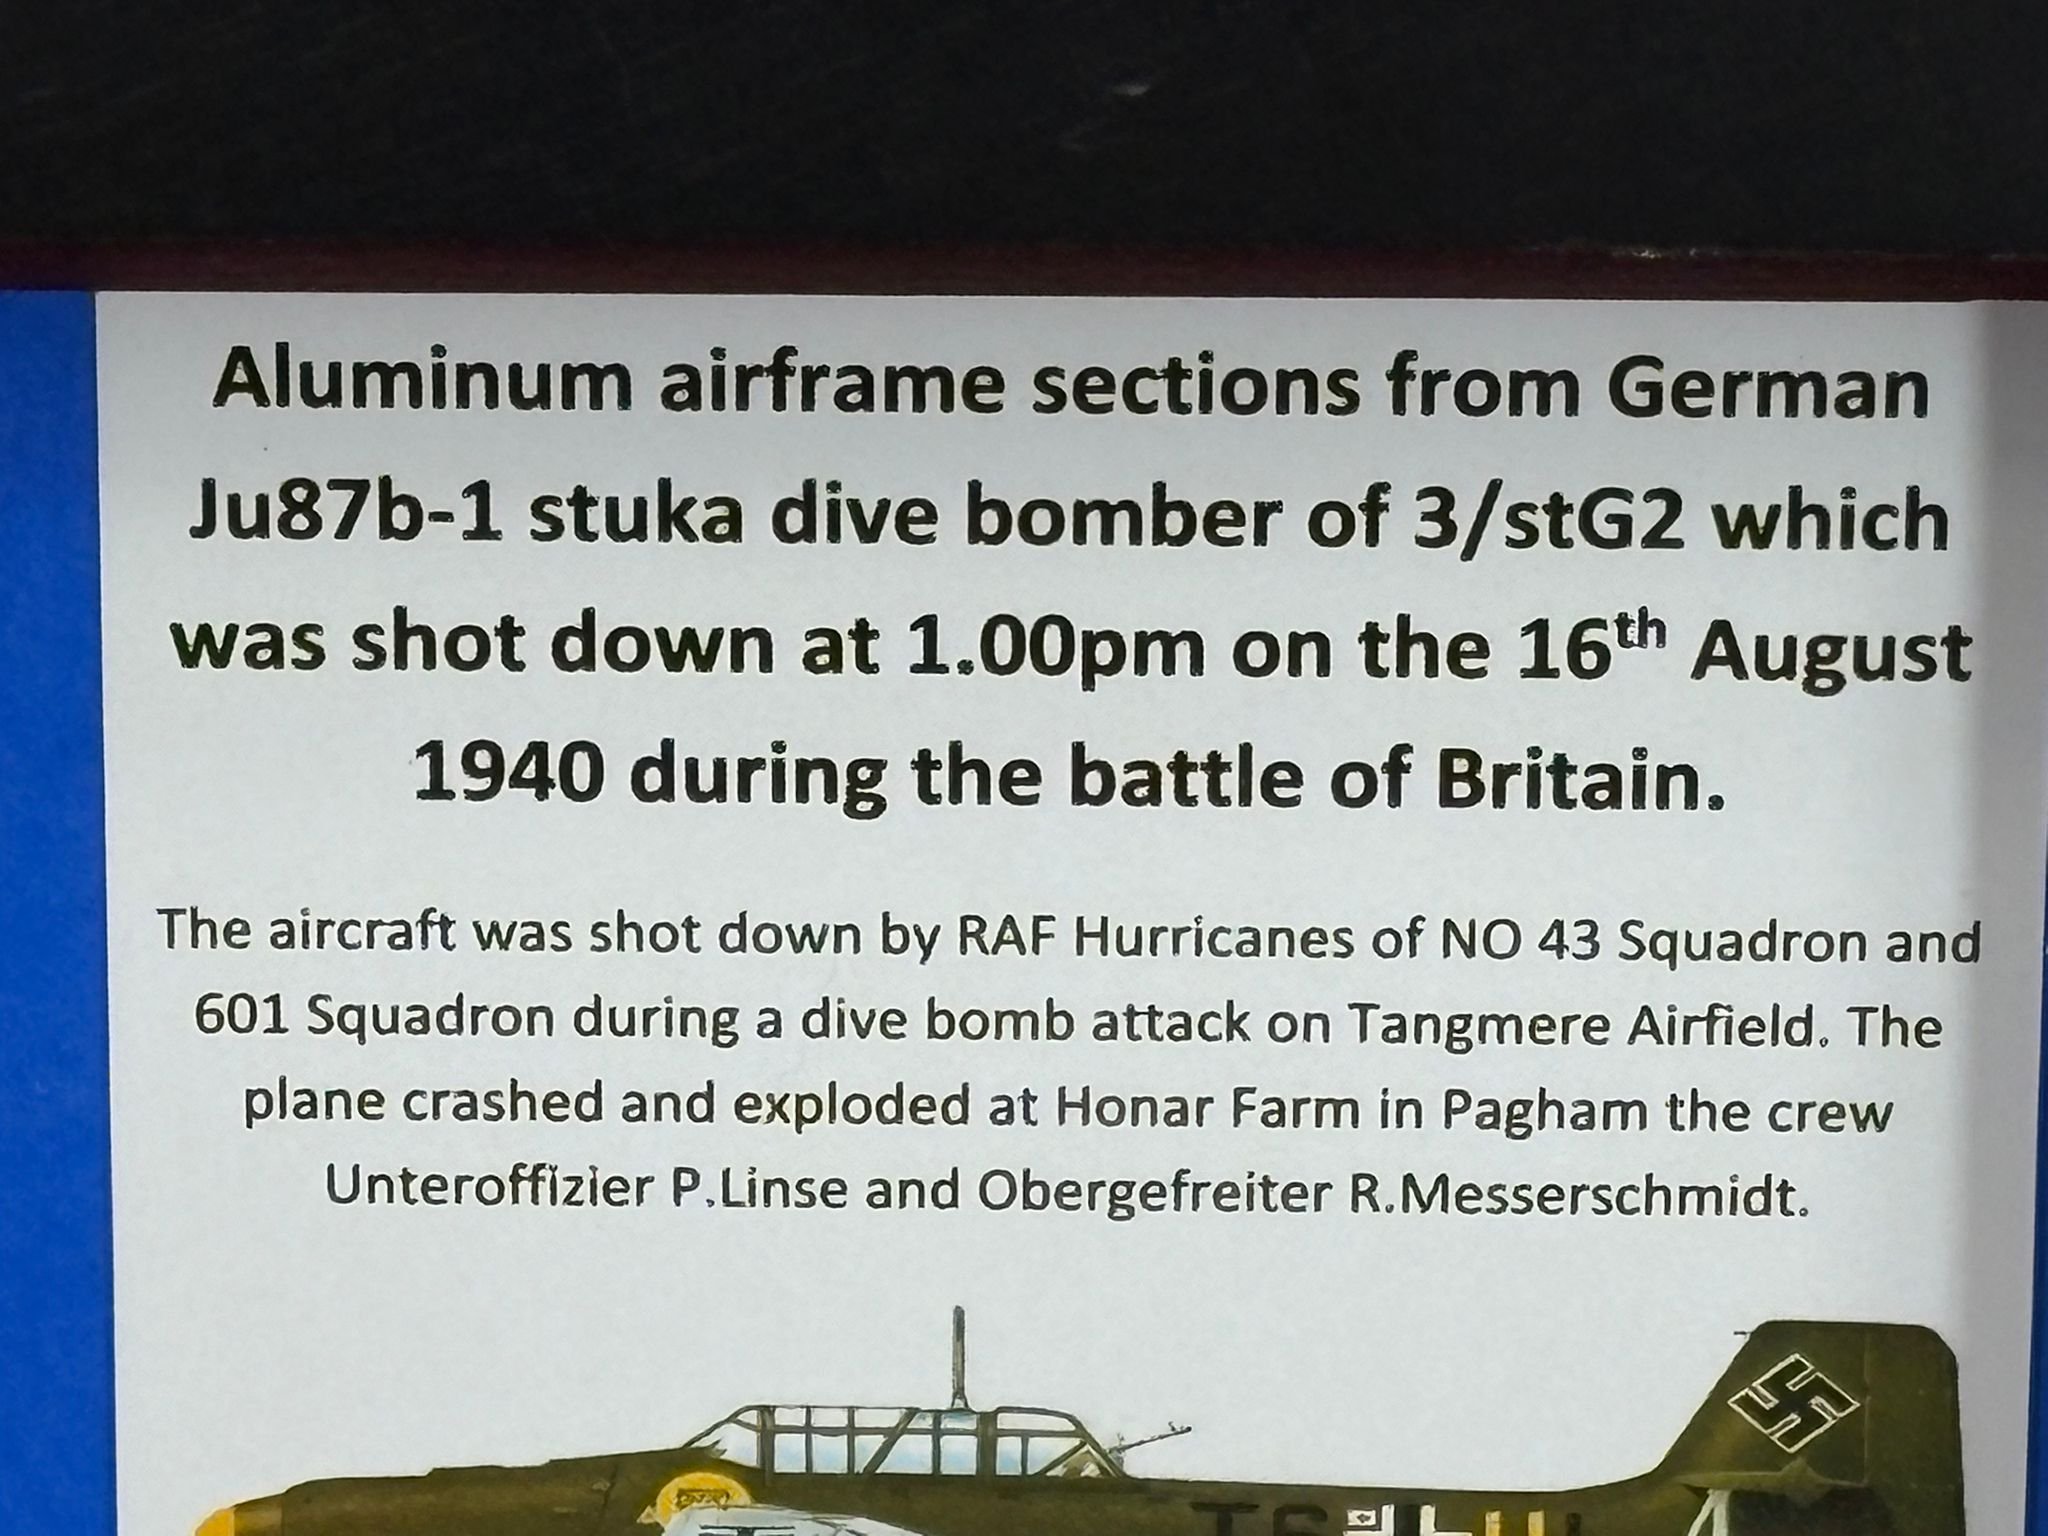 Aluminum airframe sections from German
Ju87b-1 stuka dive bomber of 3/stG2 which
was shot down at 1.00pm on the 16th August
1940 during the battle of Britain.
The aircraft was shot down by RAF Hurricanes of NO 43 Squadron and
601 Squadron during a dive bomb attack on Tangmere Airfield. The
plane crashed and exploded at Honar Farm in Pagham the crew
Unteroffizier P.Linse and Obergefreiter R.Messerschmidt.
T6